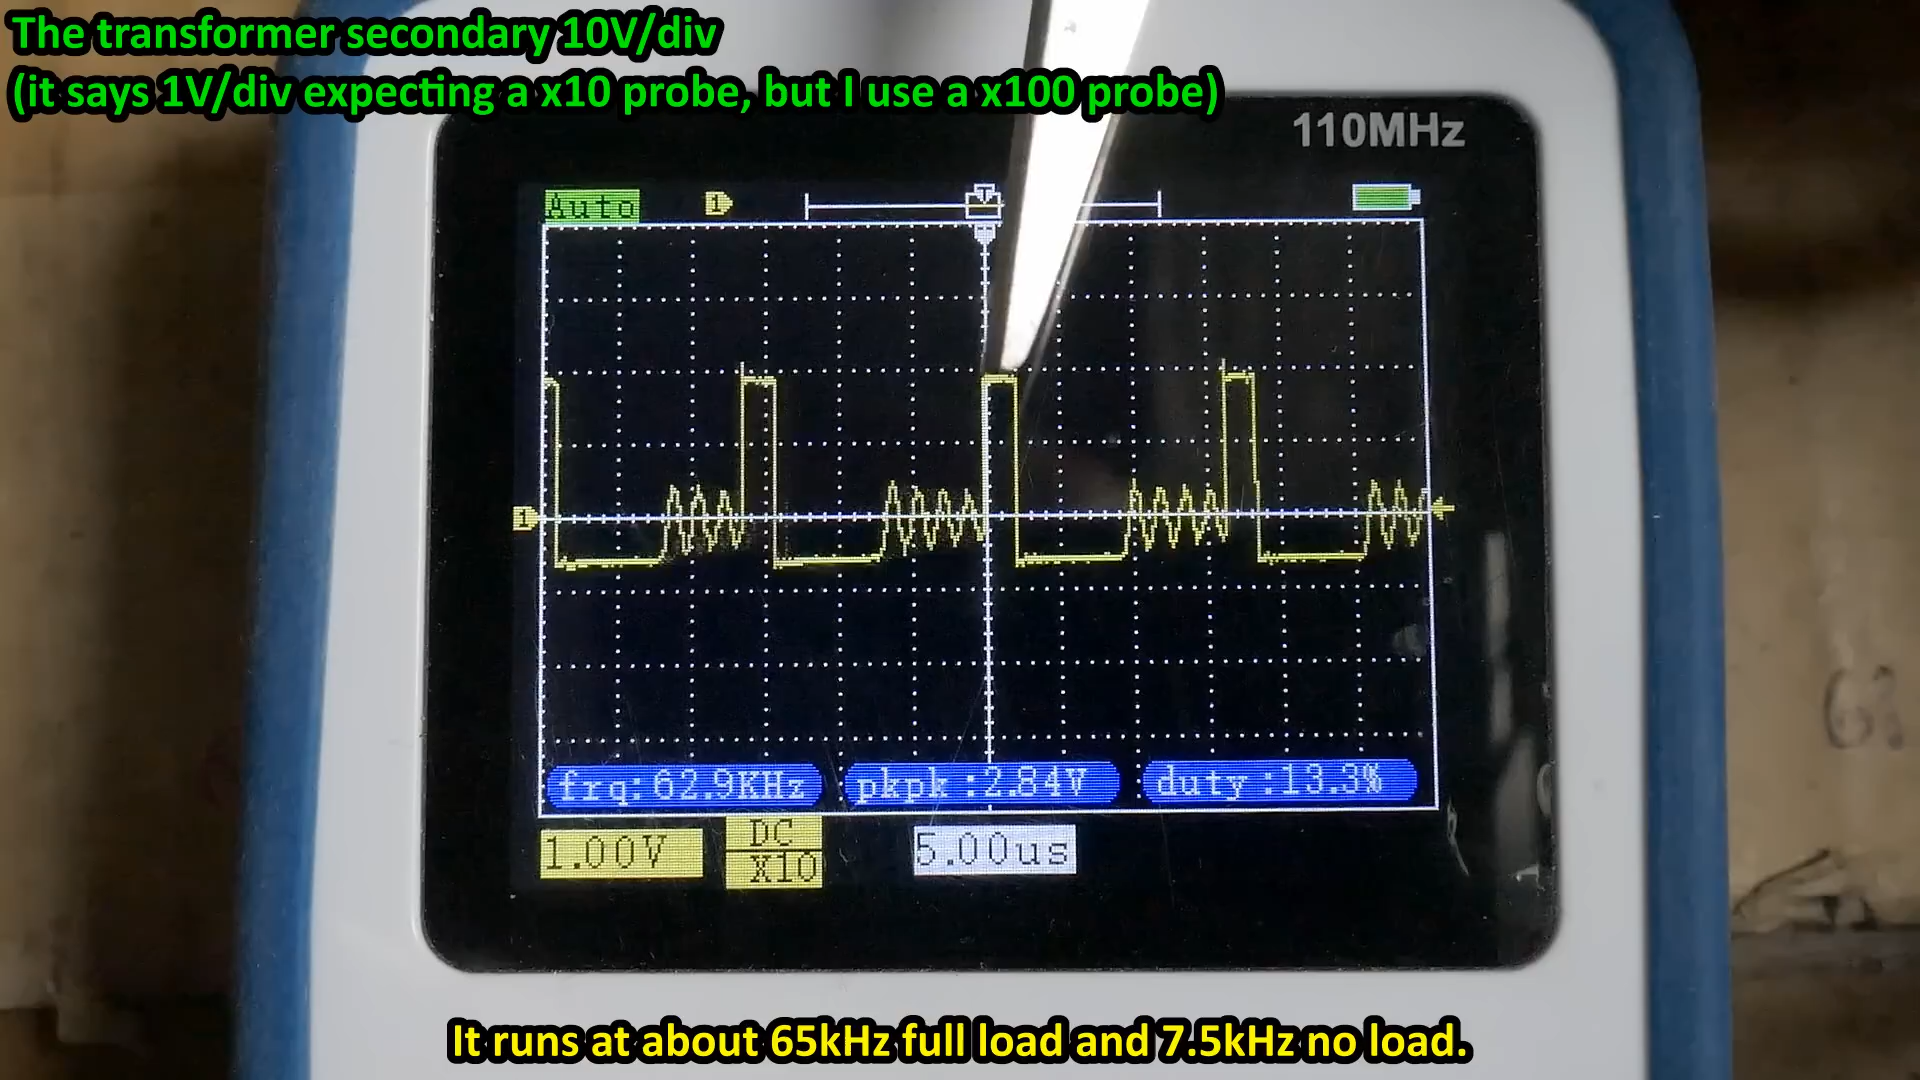 The transformer secondary 10V/div
(it says 1V/div expecting a x10 probe, but I use a x100 probe)
110MHz
Auto
1
T
1
frq:62.9KHz pkpk :2.84V duty :13.3%
1.00V DC X10 5.00us
It runs at about 65kHz full load and 7.5kHz no load.